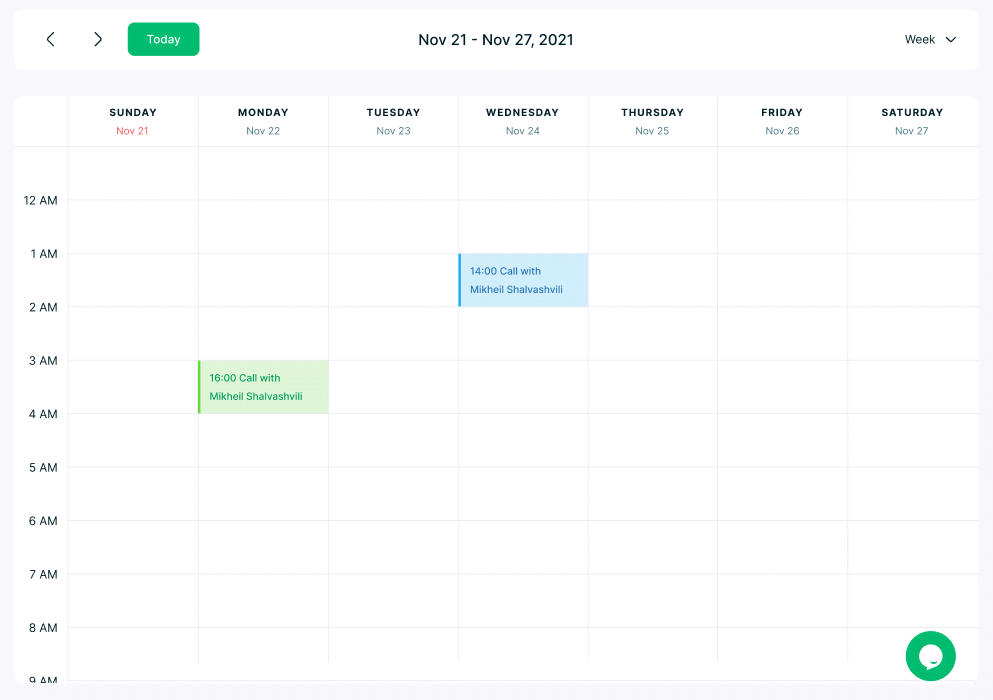 Today
Nov 21 - Nov 27, 2021
Week
SUNDAY
Nov 21
MONDAY
Nov 22
TUESDAY
Nov 23
WEDNESDAY
Nov 24
THURSDAY
Nov 25
FRIDAY
Nov 26
SATURDAY
Nov 27
12 AM
1 AM
14:00 Call with
Mikheil Shalvashvili
2 AM
3 AM
16:00 Call with
Mikheil Shalvashvili
4 AM
5 AM
6 AM
7 AM
8 AM
9 AM